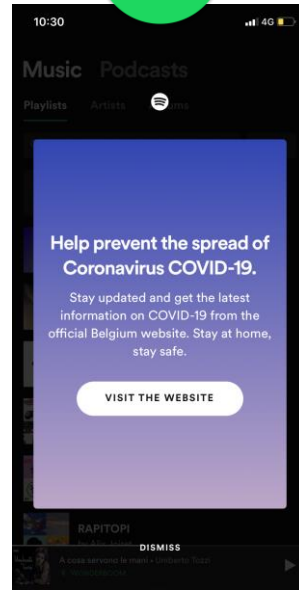 10:30
4G
Music Podcasts
Playlists Artists
Help prevent the spread of
Coronavirus COVID-19.
Stay updated and get the latest
information on COVID-19 from the
official Belgium website. Stay at home,
stay safe.
VISIT THE WEBSITE
RAPITOPI
DISMISS
A cosa servono le mani • Umberto Tozzi